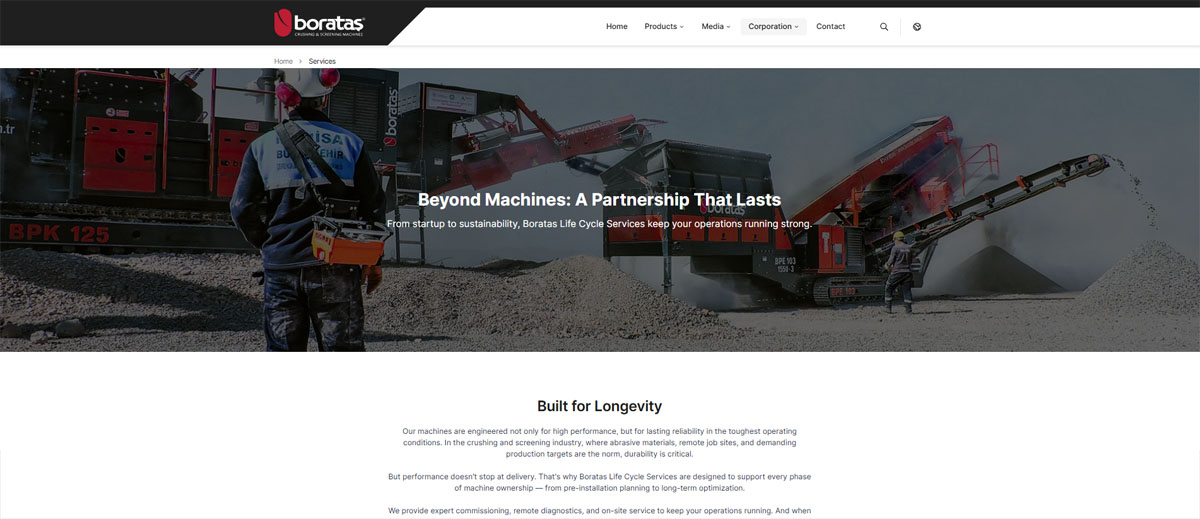 borataş
CRUSHING & SCREENING MACHINES
Home
Products
Media
Corporation
Contact
Home > Services
borataş
BPK 125
BPE 103
1550-3
BPE 103
Beyond Machines: A Partnership That Lasts
From startup to sustainability, Boratas Life Cycle Services keep your operations running strong.
Built for Longevity
Our machines are engineered not only for high performance, but for lasting reliability in the toughest operating
conditions. In the crushing and screening industry, where abrasive materials, remote job sites, and demanding
production targets are the norm, durability is critical.
But performance doesn't stop at delivery. That's why Boratas Life Cycle Services are designed to support every phase
of machine ownership — from pre-installation planning to long-term optimization.
We provide expert commissioning, remote diagnostics, and on-site service to keep your operations running. And when